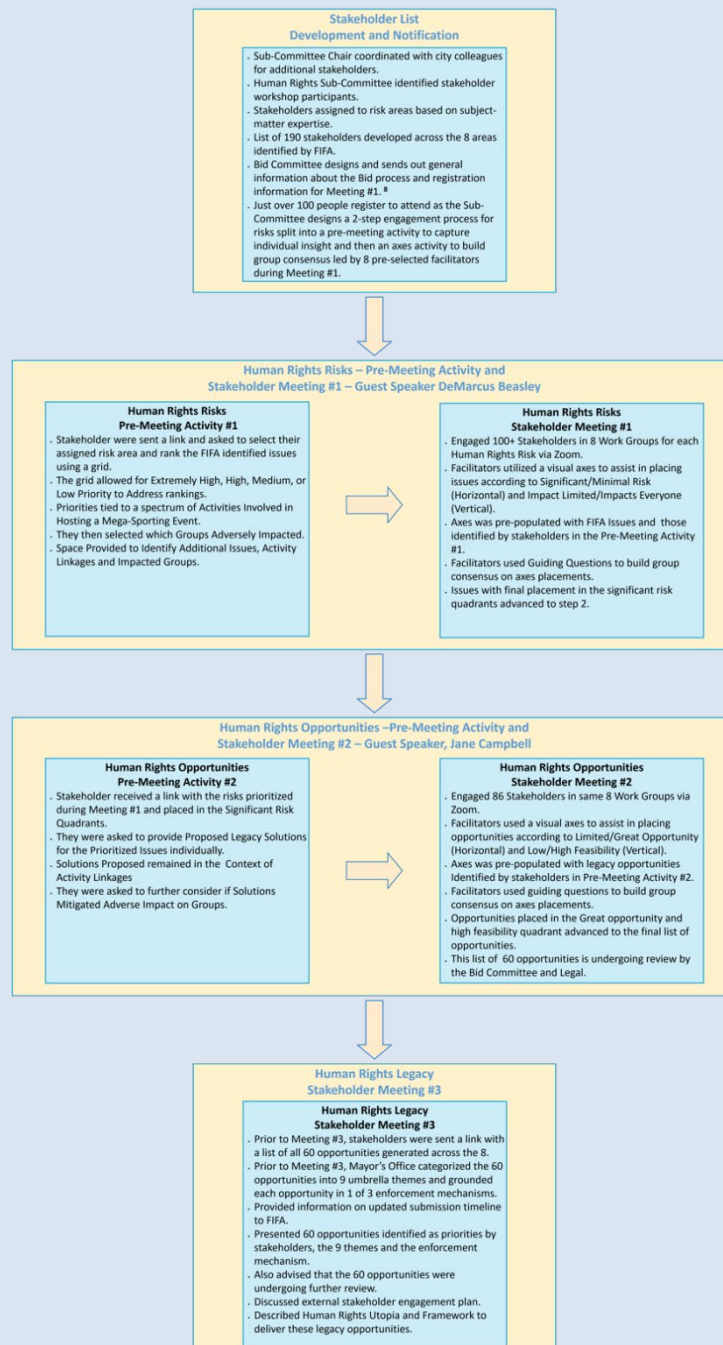 Stakeholder List
Development and Notification
. Sub-Committee Chair coordinated with city colleagues
for additional stakeholders.
. Human Rights Sub-Committee identified stakeholder
workshop participants.
. Stakeholders assigned to risk areas based on subject-
matter expertise.
. List of 190 stakeholders developed across the 8 areas
identified by FIFA.
. Bid Committee designs and sends out general
information about the Bid process and registration
information for Meeting #1. 8
. Just over 100 people register to attend as the Sub-
Committee designs a 2-step engagement process for
risks split into a pre-meeting activity to capture
individual insight and then an axes activity to build
group consensus led by 8 pre-selected facilitators
during Meeting #1.
Human Rights Risks – Pre-Meeting Activity and
Stakeholder Meeting #1 – Guest Speaker DeMarcus Beasley
Human Rights Risks
Pre-Meeting Activity #1
. Stakeholder were sent a link and asked to select their
assigned risk area and rank the FIFA identified issues
using a grid.
. The grid allowed for Extremely High, High, Medium, or
Low Priority to Address rankings.
. Priorities tied to a spectrum of Activities Involved in
Hosting a Mega-Sporting Event.
. They then selected which Groups Adversely Impacted.
. Space Provided to Identify Additional Issues, Activity
Linkages and Impacted Groups.
Human Rights Risks
Stakeholder Meeting #1
. Engaged 100+ Stakeholders in 8 Work Groups for each
Human Rights Risk via Zoom.
. Facilitators utilized a visual axes to assist in placing
issues according to Significant/Minimal Risk
(Horizontal) and Impact Limited/Impacts Everyone
(Vertical).
. Axes was pre-populated with FIFA Issues and those
identified by stakeholders in the Pre-Meeting Activity
#1.
. Facilitators used Guiding Questions to build group
consensus on axes placements.
. Issues with final placement in the significant risk
quadrants advanced to step 2.
Human Rights Opportunities –Pre-Meeting Activity and
Stakeholder Meeting #2 – Guest Speaker, Jane Campbell
Human Rights Opportunities
Pre-Meeting Activity #2
. Stakeholder received a link with the risks prioritized
during Meeting #1 and placed in the Significant Risk
Quadrants.
. They were asked to provide Proposed Legacy Solutions
for the Prioritized Issues individually.
. Solutions Proposed remained in the Context of
Activity Linkages
. They were asked to further consider if Solutions
Mitigated Adverse Impact on Groups.
Human Rights Opportunities
Stakeholder Meeting #2
. Engaged 86 Stakeholders in same 8 Work Groups via
Zoom.
. Facilitators used a visual axes to assist in placing
opportunities according to Limited/Great Opportunity
(Horizontal) and Low/High Feasibility (Vertical).
. Axes was pre-populated with legacy opportunities
Identified by stakeholders in Pre-Meeting Activity #2.
. Facilitators used guiding questions to build group
consensus on axes placements.
. Opportunities placed in the Great opportunity and
high feasibility quadrant advanced to the final list of
opportunities.
. This list of 60 opportunities is undergoing review by
the Bid Committee and Legal.
Human Rights Legacy
Stakeholder Meeting #3
Human Rights Legacy
Stakeholder Meeting #3
. Prior to Meeting #3, stakeholders were sent a link with
a list of all 60 opportunities generated across the 8.
. Prior to Meeting #3, Mayor's Office categorized the 60
opportunities into 9 umbrella themes and grounded
each opportunity in 1 of 3 enforcement mechanisms.
. Provided information on updated submission timeline
to FIFA.
. Presented 60 opportunities identified as priorities by
stakeholders, the 9 themes and the enforcement
mechanism.
. Also advised that the 60 opportunities were
undergoing further review.
. Discussed external stakeholder engagement plan.
. Described Human Rights Utopia and Framework to
deliver these legacy opportunities.